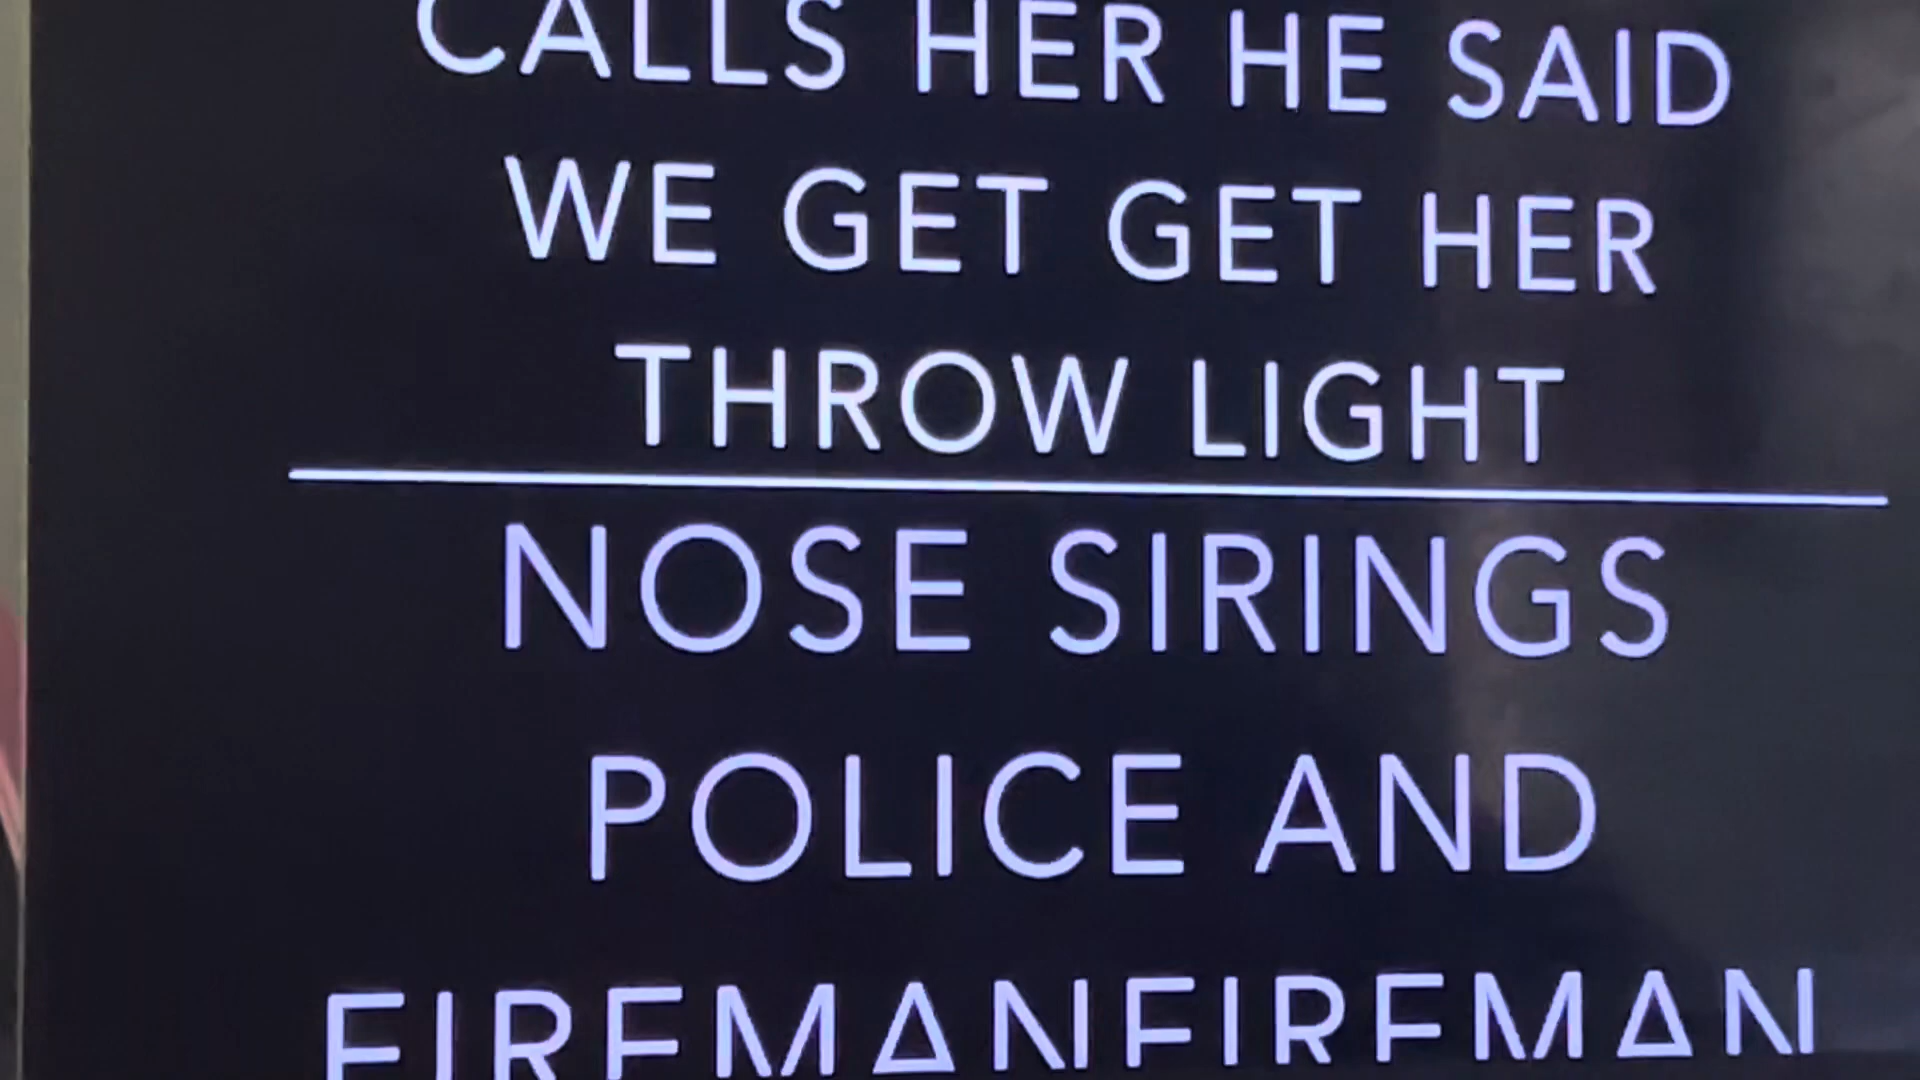 CALLS HER HE SAID
WE GET GET HER
THROW LIGHT
NOSE SIRINGS
POLICE AND
FIREMANFIREMAN